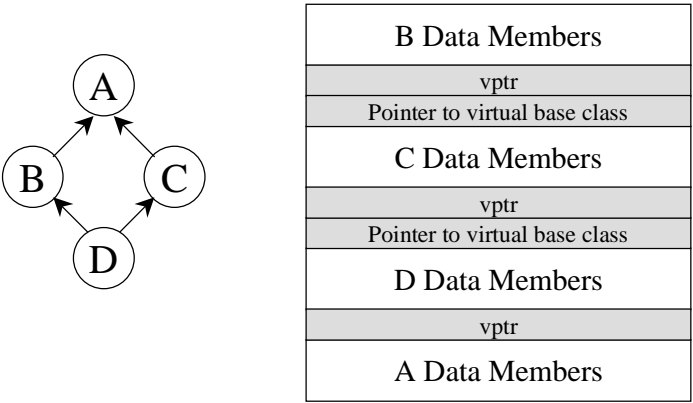 A
B
C
D
B Data Members
vptr
Pointer to virtual base class
C Data Members
vptr
Pointer to virtual base class
D Data Members
vptr
A Data Members